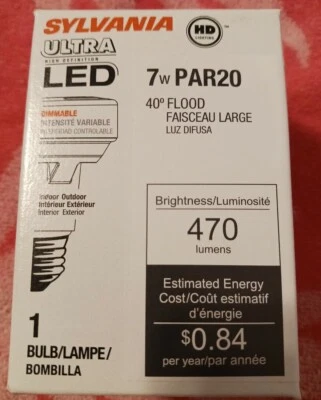 SYLVANIA
ULTRA
HIGH DEFINITION
LED
HD
7W PAR20
40° FLOOD
FAISCEAU LARGE
LUZ DIFUSA
DIMMABLE
INTENSITÉ VARIABLE
INTENSIDAD CONTROLABLE
Indoor Outdoor
Intérieur Extérieur
Interior Exterior
Brightness/Luminosité
470
lumens
Estimated Energy
Cost/Coût estimatif
d'énergie
$0.84
per year/par année
1
BULB/LAMPE/
BOMBILLA